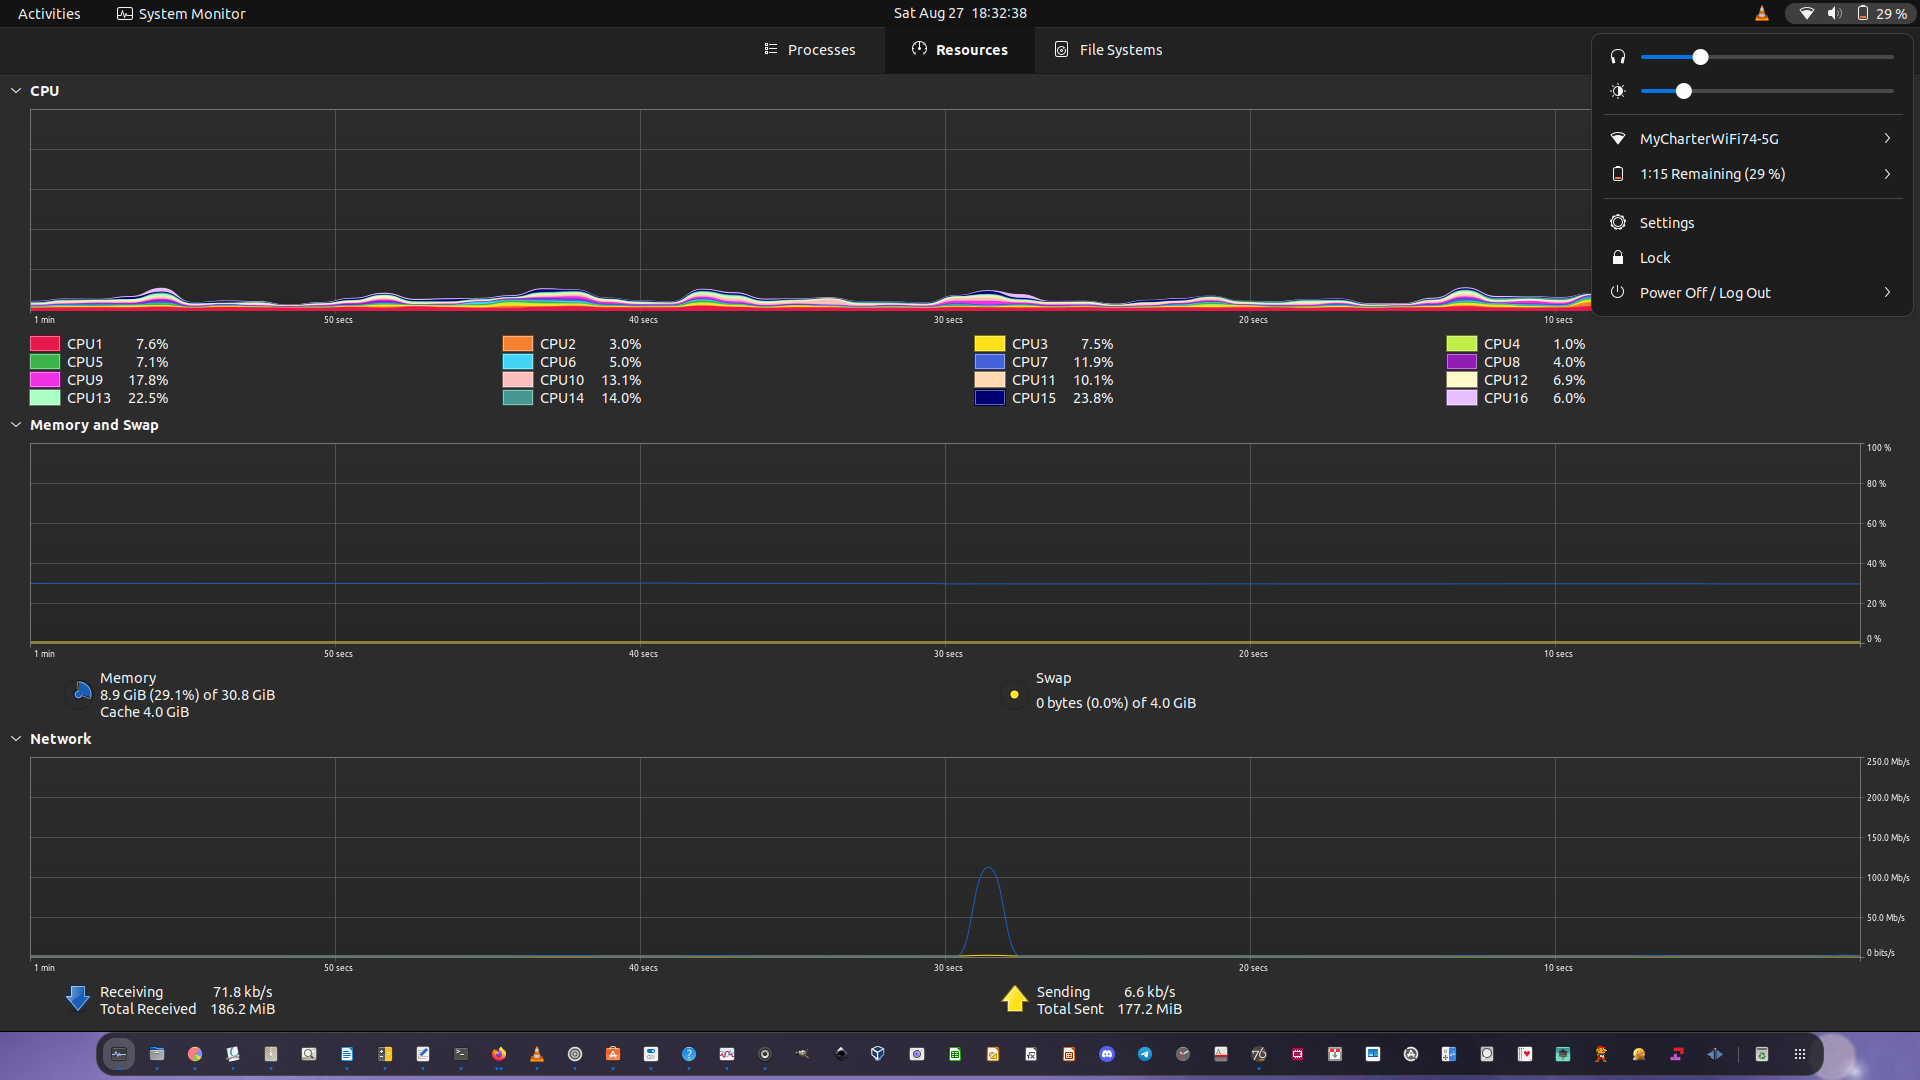 Activities
System Monitor
Sat Aug 27 18:32:38
29 %
Processes
Resources
File Systems
CPU
1 min
50 secs
40 secs
30 secs
20 secs
10 secs
CPU1 7.6%
CPU2 3.0%
CPU3 7.5%
CPU4 1.0%
CPU5 7.1%
CPU6 5.0%
CPU7 11.9%
CPU8 4.0%
CPU9 17.8%
CPU10 13.1%
CPU11 10.1%
CPU12 6.9%
CPU13 22.5%
CPU14 14.0%
CPU15 23.8%
CPU16 6.0%
MyCharterWiFi74-5G
1:15 Remaining (29 %)
Settings
Lock
Power Off / Log Out
Memory and Swap
100 %
80 %
60 %
40 %
20 %
0 %
1 min
50 secs
40 secs
30 secs
20 secs
10 secs
Memory
8.9 GiB (29.1%) of 30.8 GiB
Cache 4.0 GiB
Swap
0 bytes (0.0%) of 4.0 GiB
Network
250.0 Mb/s
200.0 Mb/s
150.0 Mb/s
100.0 Mb/s
50.0 Mb/s
0 bits/s
1 min
50 secs
40 secs
30 secs
20 secs
10 secs
Receiving 71.8 kb/s
Total Received 186.2 MiB
Sending 6.6 kb/s
Total Sent 177.2 MiB
76